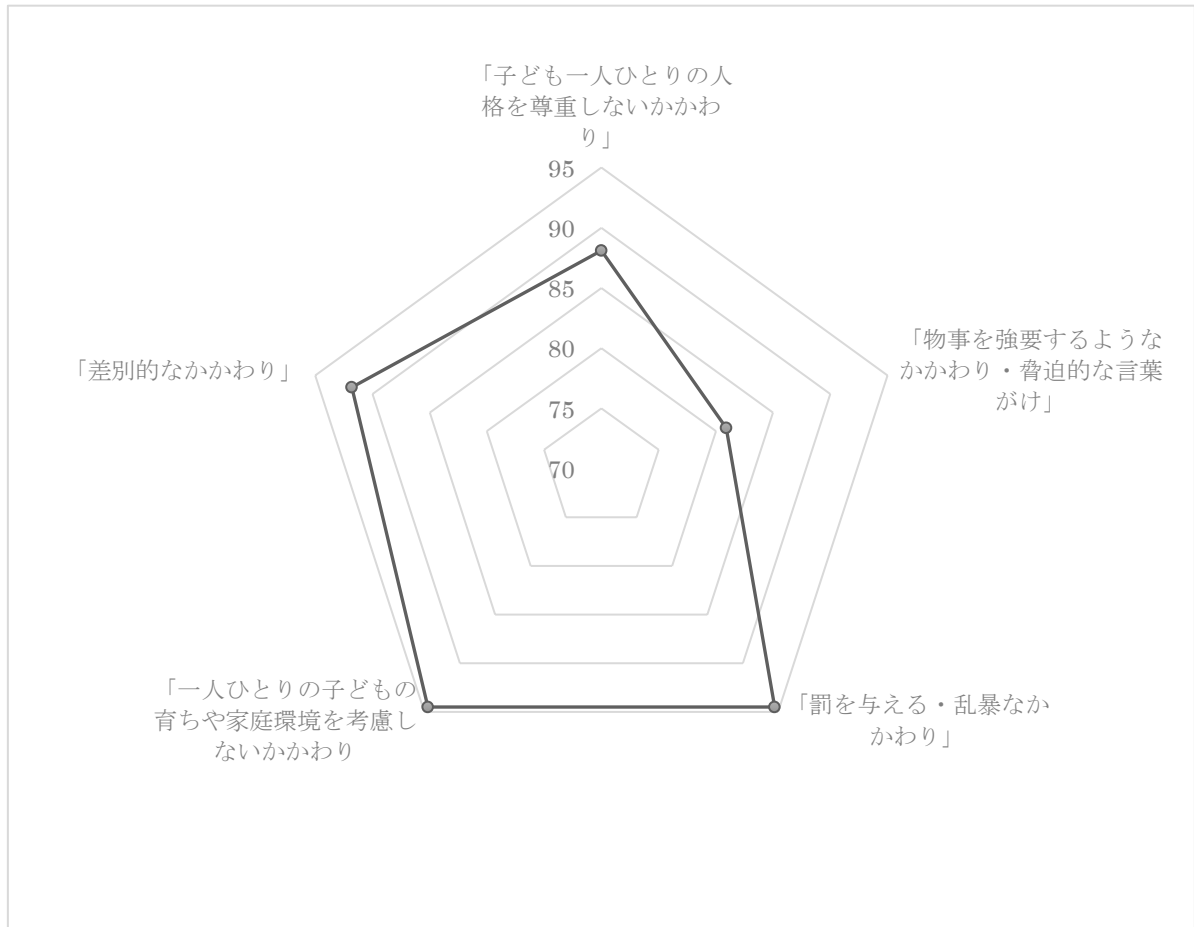 「子ども一人ひとりの人
格を尊重しないかかわ
り」
95
90
85
80
75
70
「物事を強要するような
かかわり・脅迫的な言葉
がけ」
「差別的なかかわり」
「一人ひとりの子どもの
育ちや家庭環境を考慮し
ないかかわり
「罰を与える・乱暴なか
かわり」